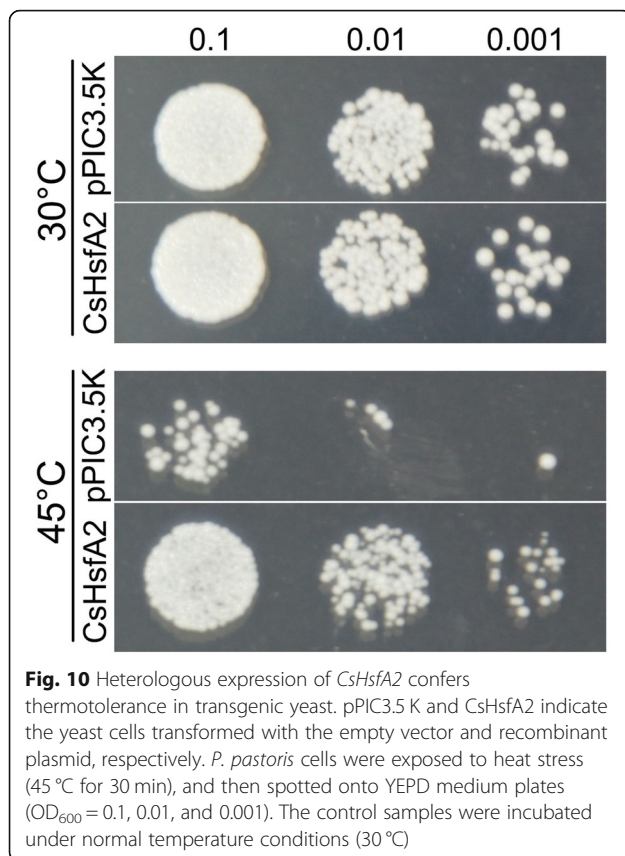 0.1 0.01 0.001
30°C
pPIC3.5K
CsHsfA2
45°C
pPIC3.5K
CsHsfA2
Fig. 10 Heterologous expression of CsHsfA2 confers
thermotolerance in transgenic yeast. pPIC3.5 K and CsHsfA2 indicate
the yeast cells transformed with the empty vector and recombinant
plasmid, respectively. P. pastoris cells were exposed to heat stress
(45 °C for 30 min), and then spotted onto YEPD medium plates
(OD₆₀₀ = 0.1, 0.01, and 0.001). The control samples were incubated
under normal temperature conditions (30 °C)